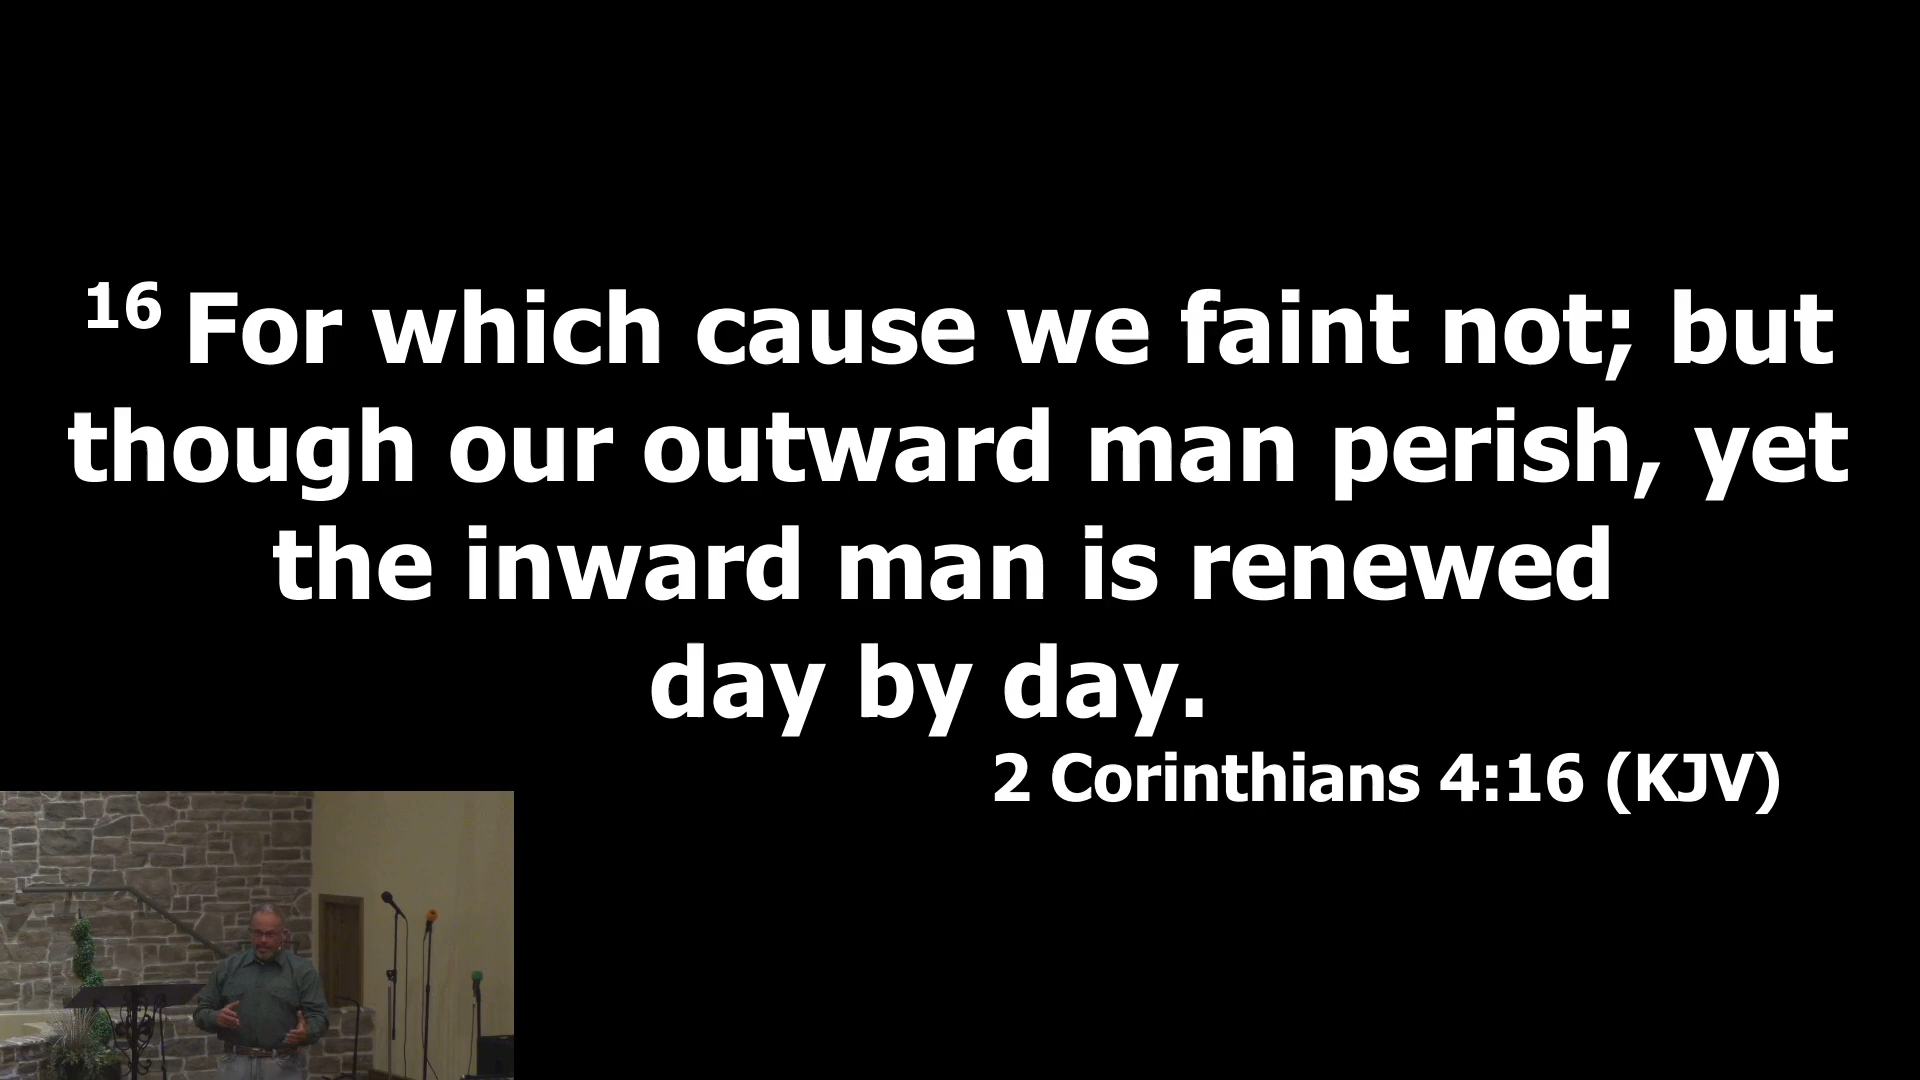 16 For which cause we faint not; but
though our outward man perish, yet
the inward man is renewed
day by day.
2 Corinthians 4:16 (KJV)